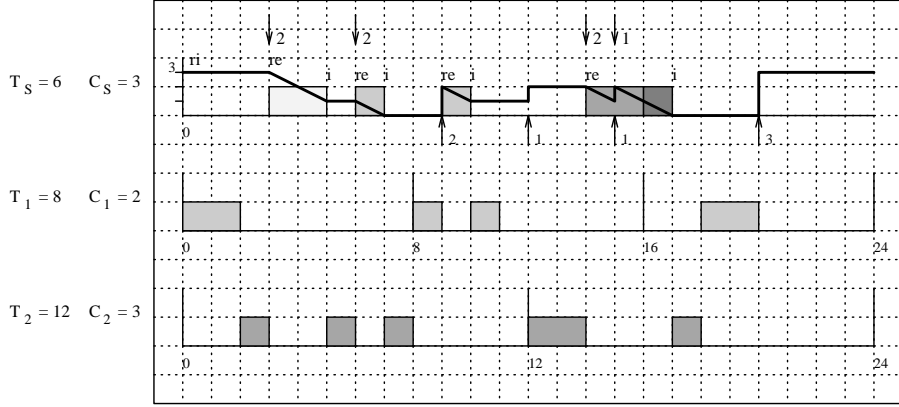 2 2 2 1
3 ri re i re i re i re i
T S = 6 C S = 3
0
2 1 1 3
T 1 = 8 C 1 = 2
0 8 16 24
T 2 = 12 C 2 = 3
0 12 24